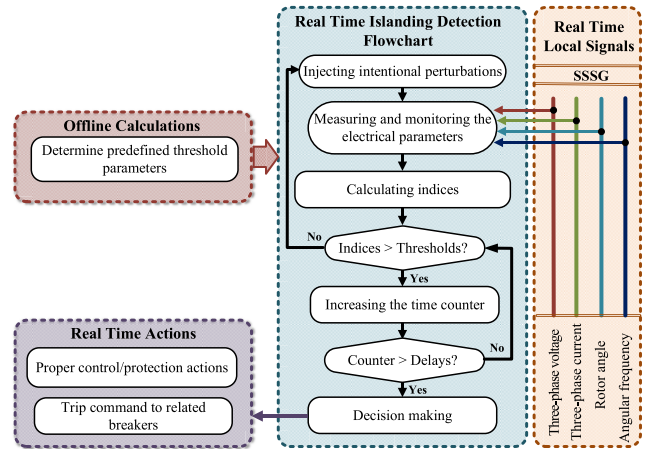 Offline Calculations
Determine predefined threshold
parameters
Real Time Actions
Proper control/protection actions
Trip command to related
breakers
Real Time Islanding Detection
Flowchart
Injecting intentional perturbations
Measuring and monitoring the
electrical parameters
Calculating indices
No
Indices > Thresholds?
Yes
Increasing the time counter
No
Counter > Delays?
Yes
Decision making
Real Time
Local Signals
SSSG
Three-phase voltage
Three-phase current
Rotor angle
Angular frequency